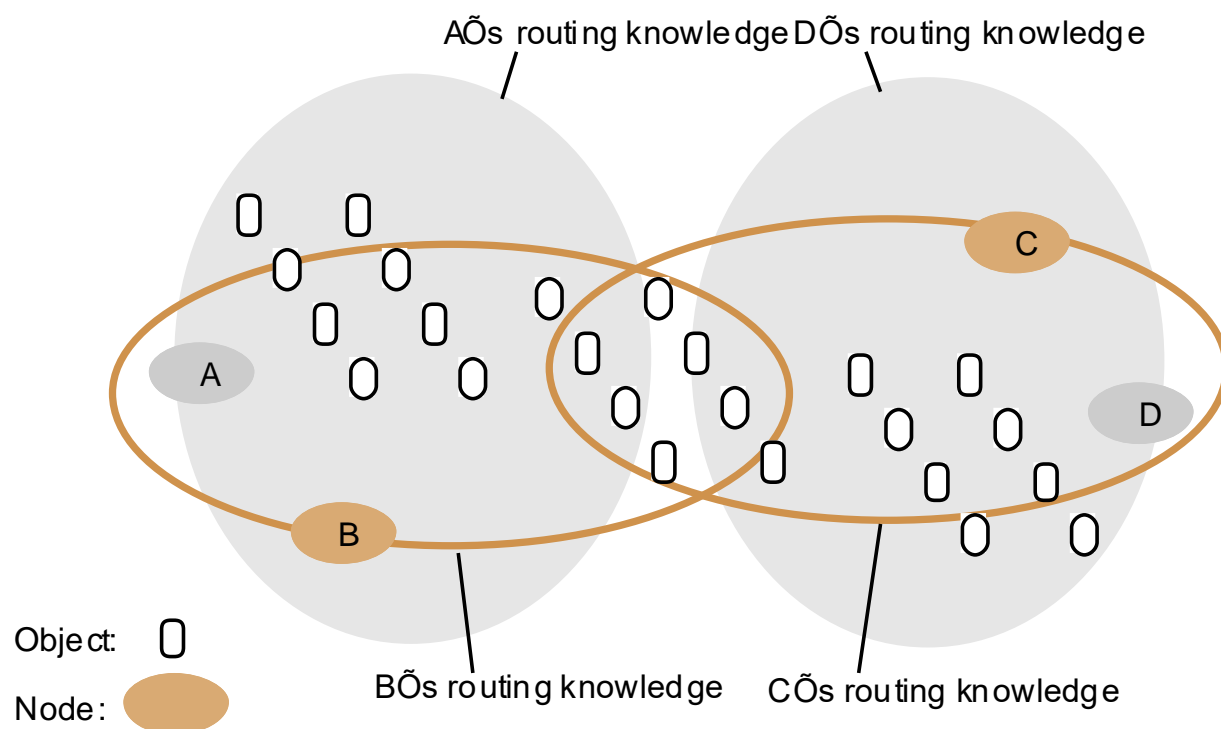 AÕs routing knowledge DÕs routing knowledge
C
A
D
B
Object:
BÕs routing knowledge CÕs routing knowledge
Node: